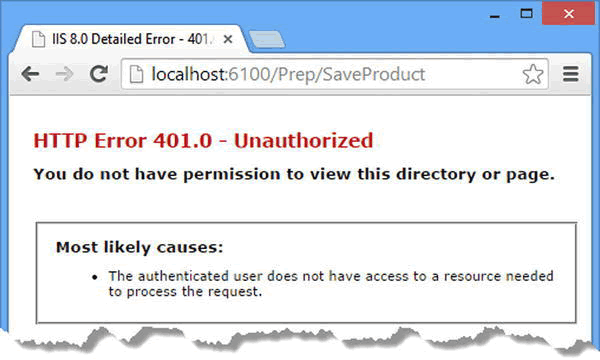 IIS 8.0 Detailed Error - 401.
localhost:6100/Prep/SaveProduct
HTTP Error 401.0 - Unauthorized
You do not have permission to view this directory or page.
Most likely causes:
• The authenticated user does not have access to a resource needed
to process the request.